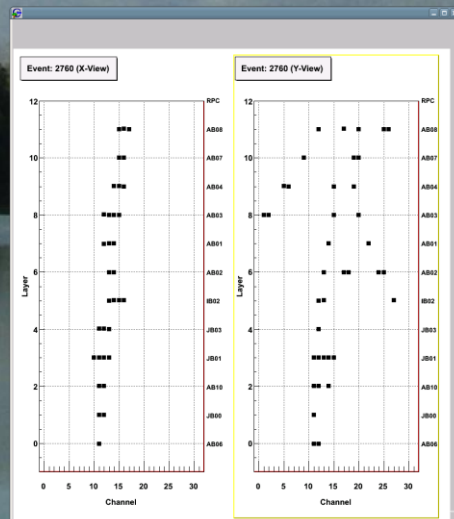 Event: 2760 (X-View)
12
10
8
6
4
2
0
Layer
0 5 10 15 20 25 30
Channel
RPC
AB08
AB07
AB04
AB03
AB01
AB02
IB02
JB03
JB01
AB10
JB00
AB06
Event: 2760 (Y-View)
12
10
8
6
4
2
0
Layer
0 5 10 15 20 25 30
Channel
RPC
AB08
AB07
AB04
AB03
AB01
AB02
IB02
JB03
JB01
AB10
JB00
AB06